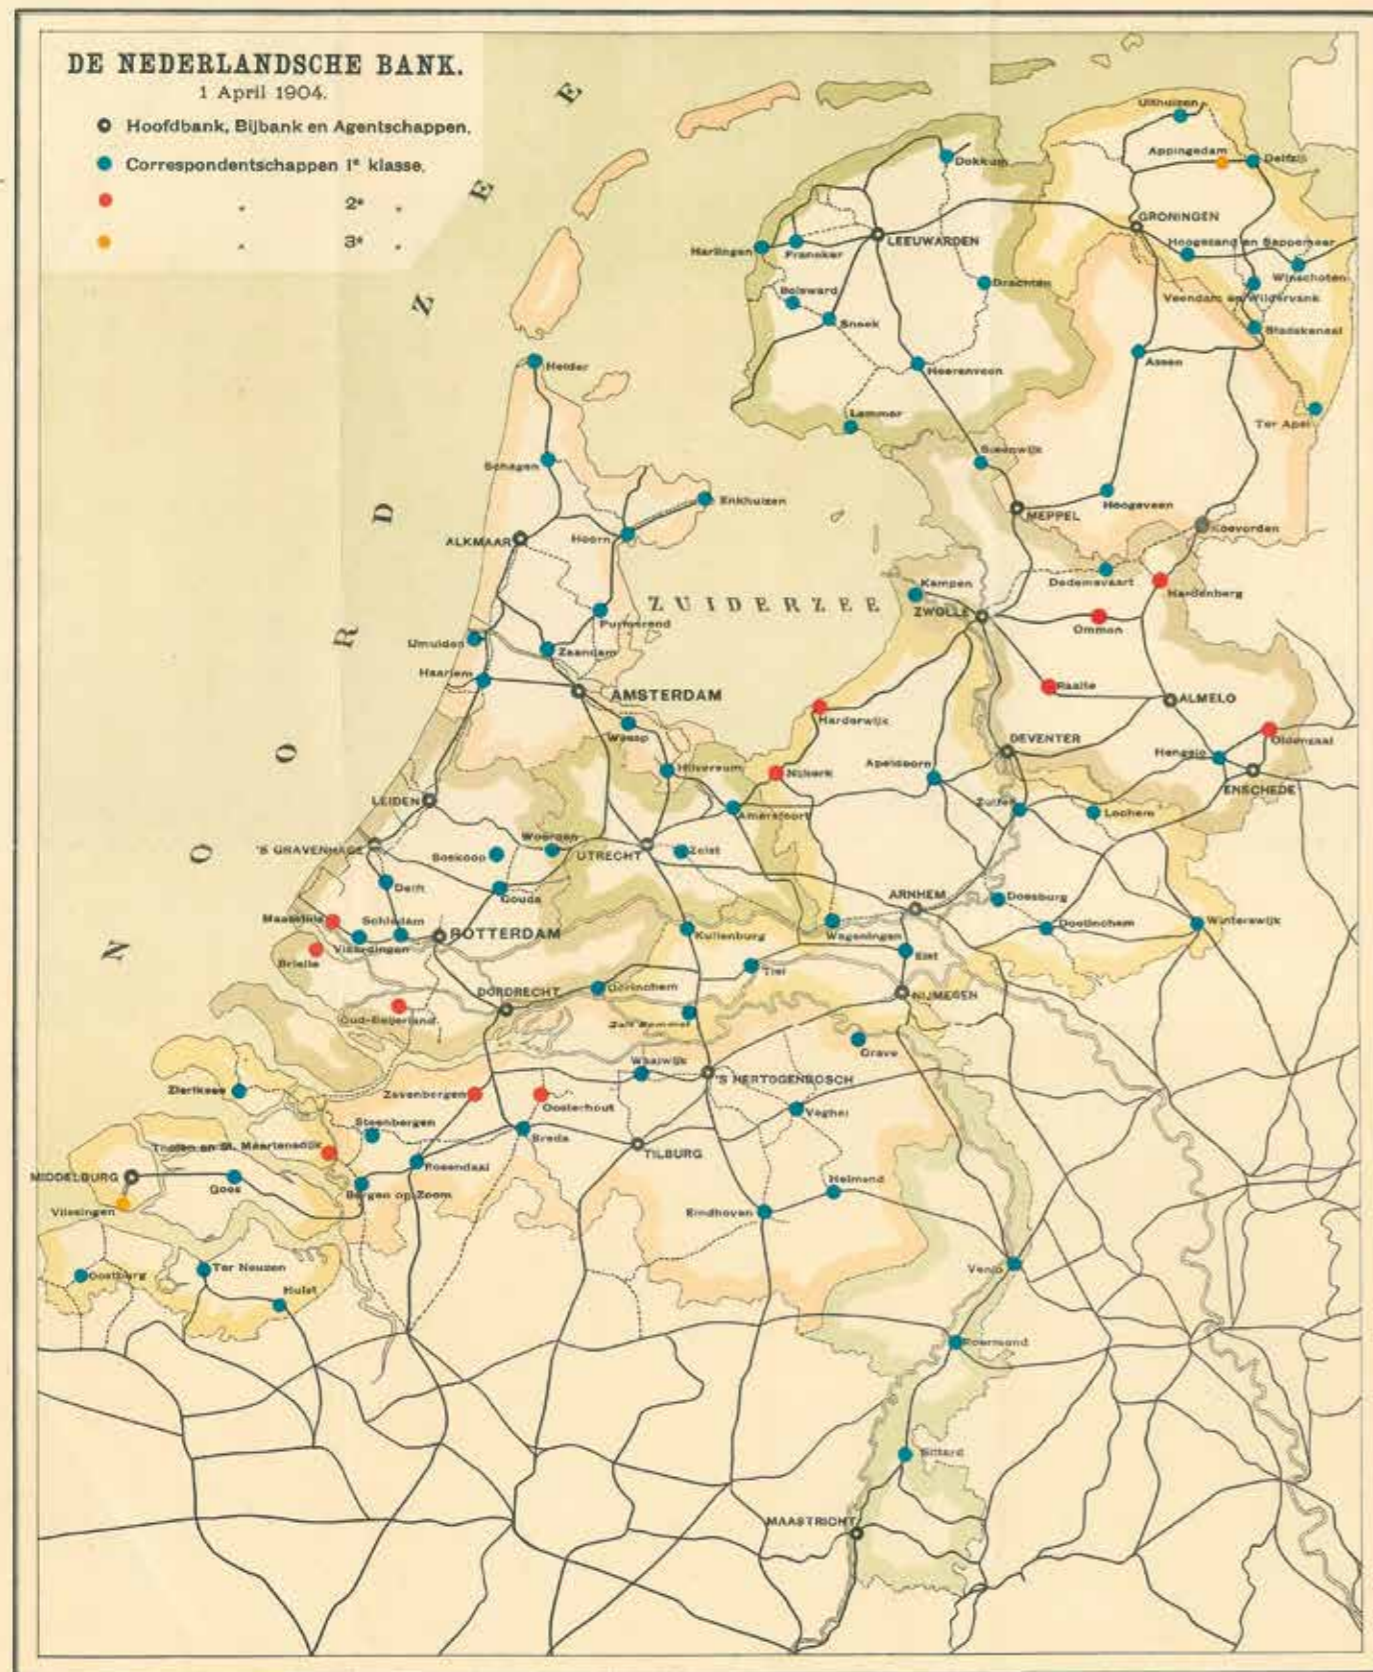 DE NEDERLANDSCHE BANK.
1 April 1904.
Hoofdbank, Bijbank en Agentschappen.
Correspondentschappen 1e klasse.
" 2e "
" 3e "
NOORDZEE
Uithuizen
Appingedam
Delfzijl
Dokkum
GRONINGEN
LEEUWARDEN
Hoogezand en Sappemeer
Harlingen
Franeker
Winschoten
Drachten
Bolsward
Veendam en Wildervank
Sneek
Stadskanaal
Assen
Helder
Heerenveen
Lemmer
Ter Apel
Steenwijk
Schagen
Enkhuizen
Hoogeveen
MEPPEL
Koevorden
ALKMAAR
Hoorn
Dedemsvaart
Kampen
Hardenberg
ZUIDERZEE
ZWOLLE
Purmerend
Ommen
IJmuiden
Zaandam
Haarlem
Raalte
AMSTERDAM
ALMELO
Harderwijk
Weesp
Oldenzaal
DEVENTER
Hengelo
Hilversum
Nijkerk
Apeldoorn
ENSCHEDE
LEIDEN
Zutfen
Lochem
Amersfoort
Woerden
'S GRAVENHAGE
UTRECHT
Zeist
Boskoop
Delft
Gouda
ARNHEM
Doesburg
Maassluis
Schiedam
Wageningen
Doetinchem
Winterswijk
ROTTERDAM
Kuilenburg
Vlaardingen
Elst
Brielle
Tiel
DORDRECHT
Gorinchem
NIJMEGEN
Oud-Beijerland
Zalt Bommel
Grave
Waalwijk
'S HERTOGENBOSCH
Zierikzee
Zevenbergen
Oosterhout
Veghel
Steenbergen
Breda
Tholen en St. Maartensdijk
TILBURG
Rosendaal
MIDDELBURG
Goes
Helmond
Bergen op Zoom
Vlissingen
Eindhoven
Ter Neuzen
Venlo
Oostburg
Hulst
Roermond
Sittard
MAASTRICHT